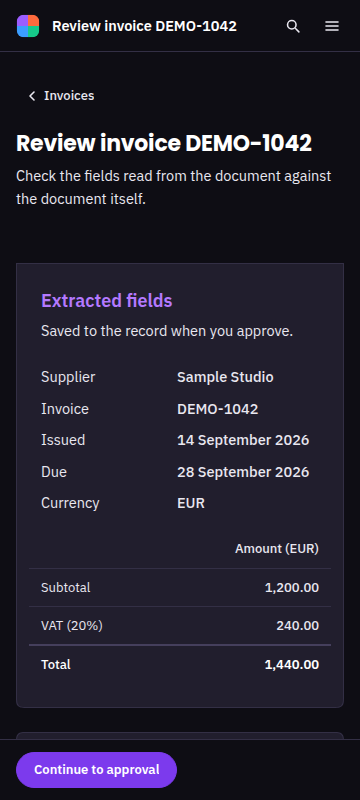 Review invoice DEMO-1042
Invoices
Review invoice DEMO-1042
Check the fields read from the document against
the document itself.
Extracted fields
Saved to the record when you approve.
Supplier Sample Studio
Invoice DEMO-1042
Issued 14 September 2026
Due 28 September 2026
Currency EUR
Amount (EUR)
Subtotal 1,200.00
VAT (20%) 240.00
Total 1,440.00
Continue to approval